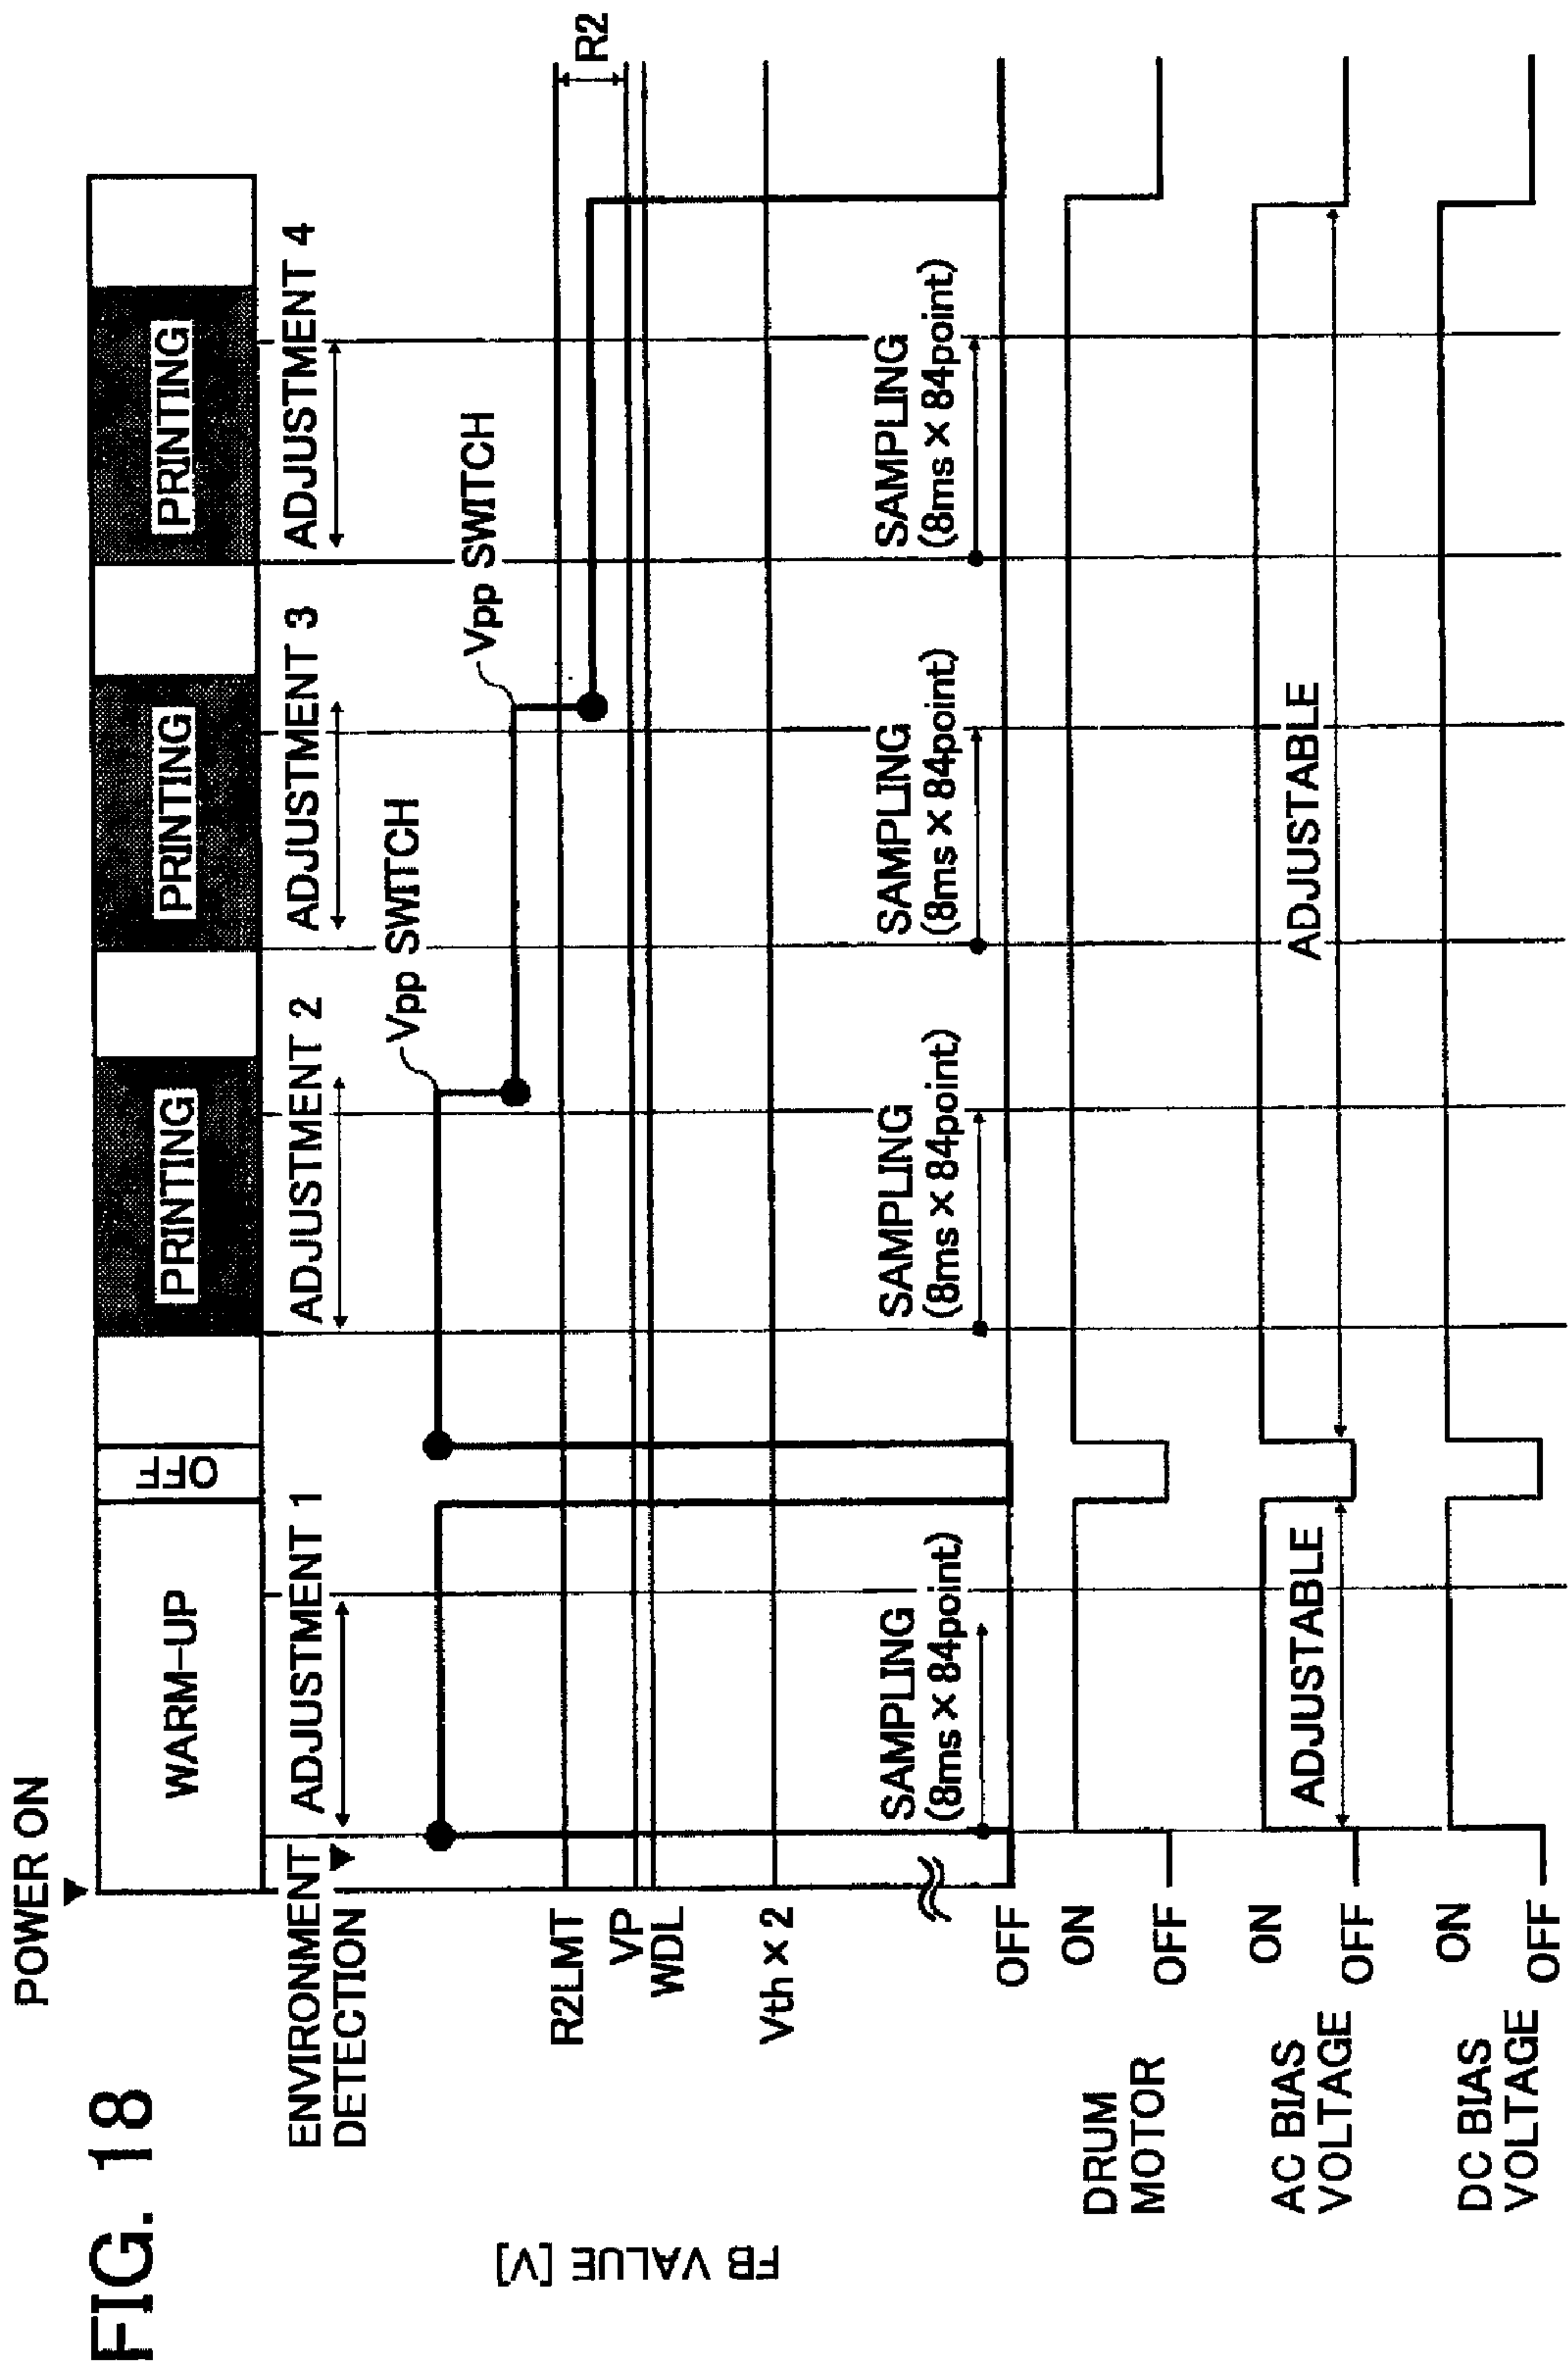 FIG. 18
POWER ON
WARM-UP
OFF
PRINTING
PRINTING
PRINTING
ENVIRONMENT
DETECTION
ADJUSTMENT 1
ADJUSTMENT 2
ADJUSTMENT 3
ADJUSTMENT 4
Vpp SWITCH
Vpp SWITCH
FB VALUE [V]
R2LMT
VP
WDL
Vth × 2
R2
SAMPLING
(8ms × 84point)
SAMPLING
(8ms × 84point)
SAMPLING
(8ms × 84point)
SAMPLING
(8ms × 84point)
OFF
DRUM
MOTOR
ON
OFF
AC BIAS
VOLTAGE
ON
OFF
ADJUSTABLE
ADJUSTABLE
DC BIAS
VOLTAGE
ON
OFF